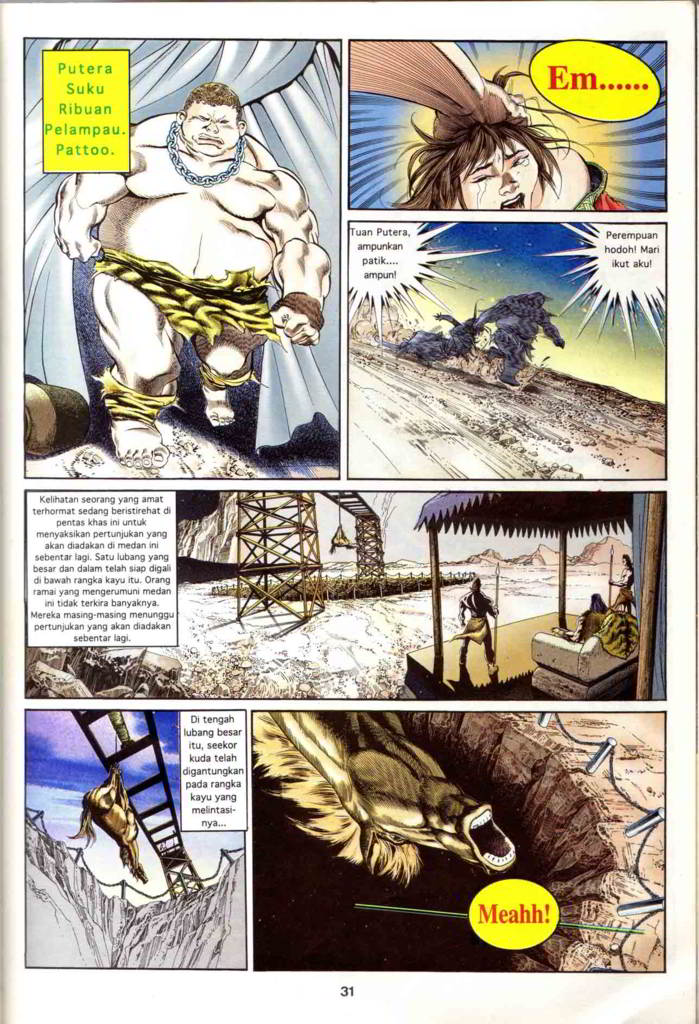 Putera
Suku
Ribuan
Pelampau.
Pattoo.
Em......
Tuan Putera,
ampunkan
patik....
ampun!
Perempuan
hodoh! Mari
ikut aku!
Kelihatan seorang yang amat
terhormat sedang beristirehat di
pentas khas ini untuk
menyaksikan pertunjukan yang
akan diadakan di medan ini
sebentar lagi. Satu lubang yang
besar dan dalam telah siap digali
di bawah rangka kayu itu. Orang
ramai yang mengerumuni medan
ini tidak terkira banyaknya.
Mereka masing-masing menunggu
pertunjukan yang akan diadakan
sebentar lagi.
Di tengah
lubang besar
itu, seekor
kuda telah
digantungkan
pada rangka
kayu yang
melintasi-
nya...
Meahh!
31